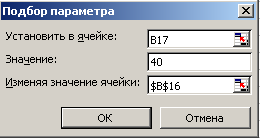 Подбор параметра
Установить в ячейке: B17
Значение: 40
Изменяя значение ячейки: $B$16
ОК Отмена